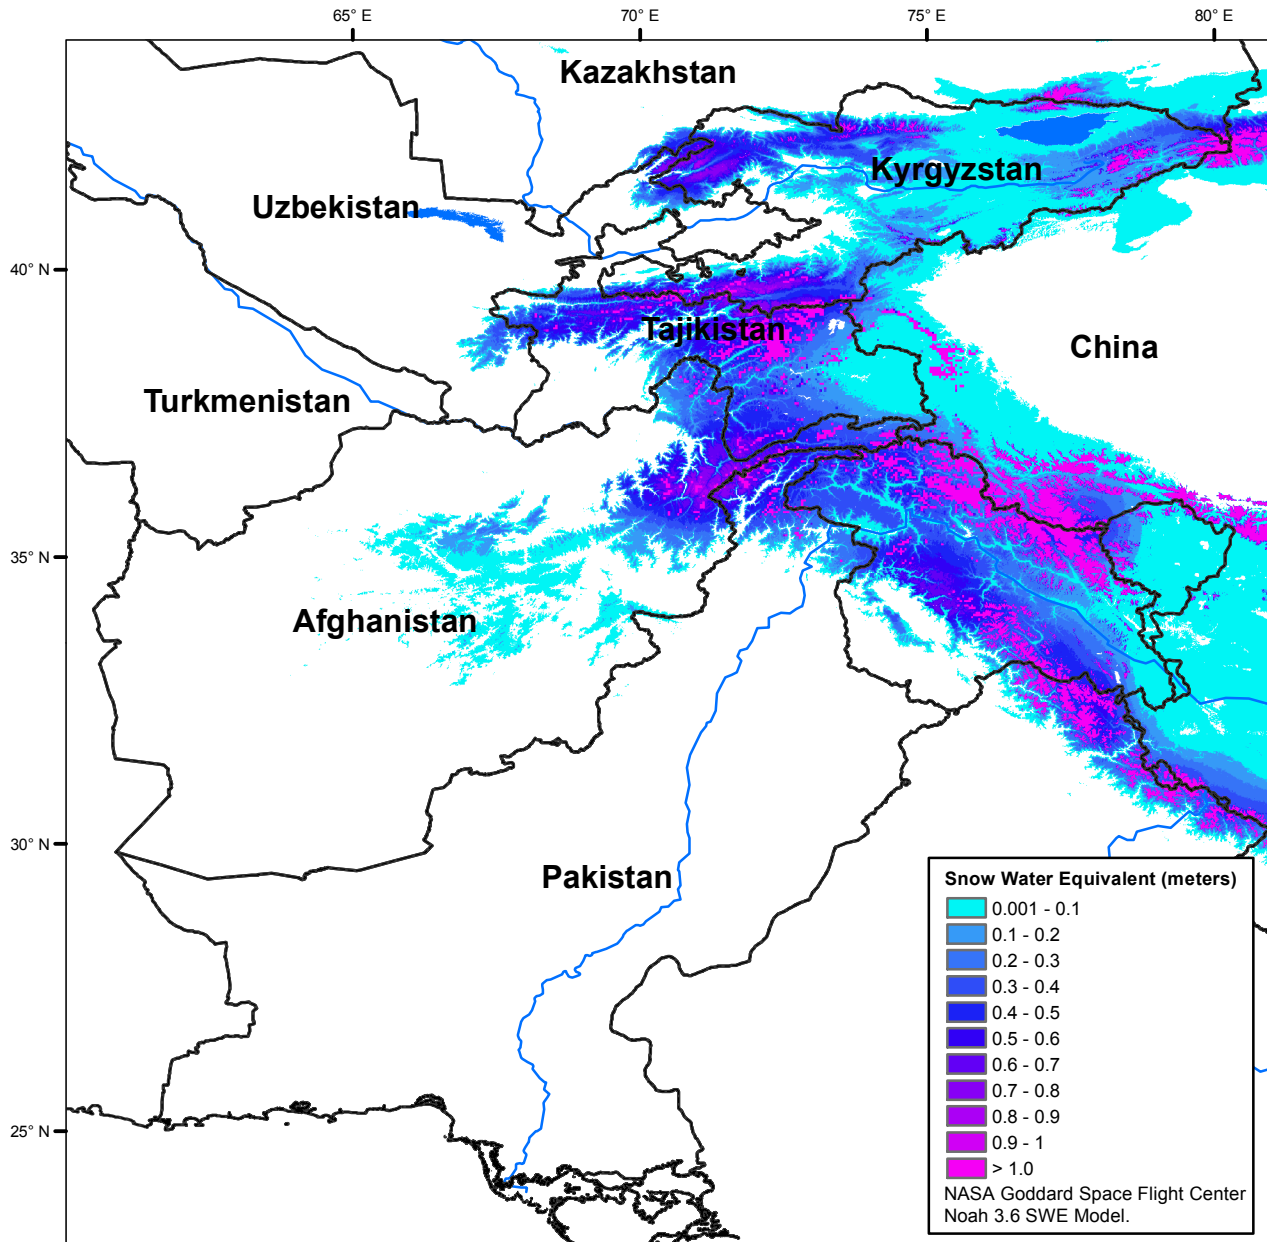 65° E
70° E
75° E
80° E
Kazakhstan
Kyrgyzstan
Uzbekistan
40° N
Tajikistan
China
Turkmenistan
35° N
Afghanistan
30° N
Pakistan
25° N
Snow Water Equivalent (meters)
0.001 - 0.1
0.1 - 0.2
0.2 - 0.3
0.3 - 0.4
0.4 - 0.5
0.5 - 0.6
0.6 - 0.7
0.7 - 0.8
0.8 - 0.9
0.9 - 1
> 1.0
NASA Goddard Space Flight Center
Noah 3.6 SWE Model.